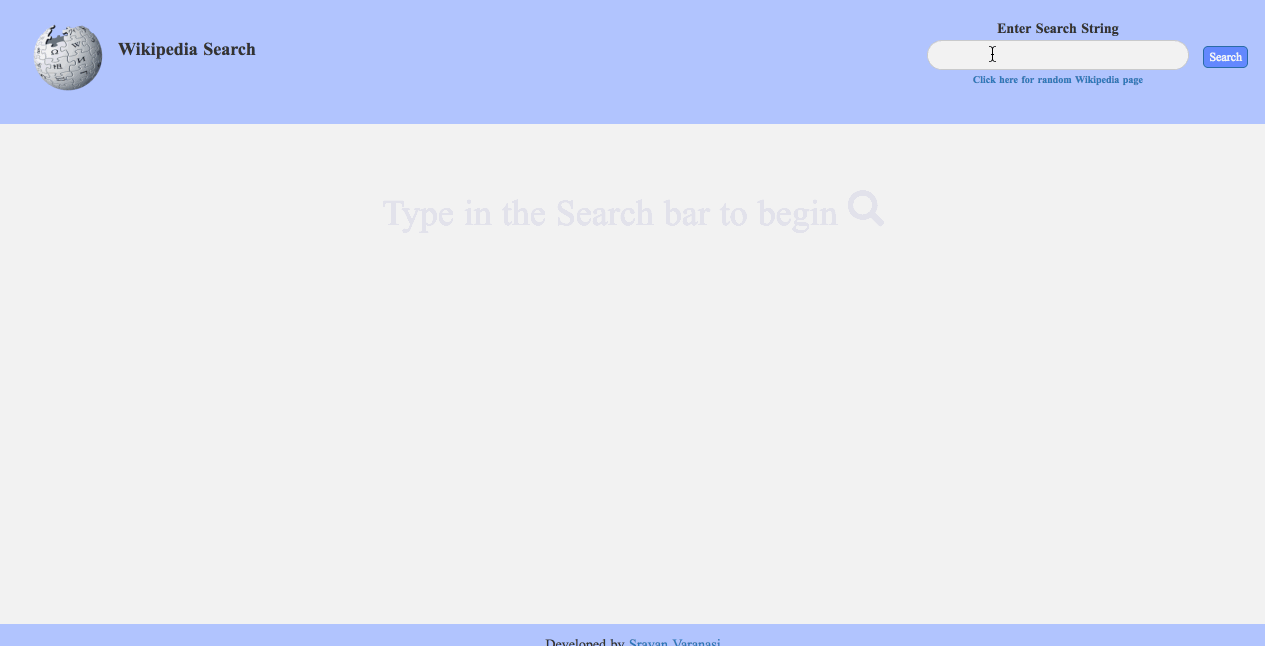 Wikipedia Search
Enter Search String
Search
Click here for random Wikipedia page
Type in the Search bar to begin
Developed by Sravan Varanasi